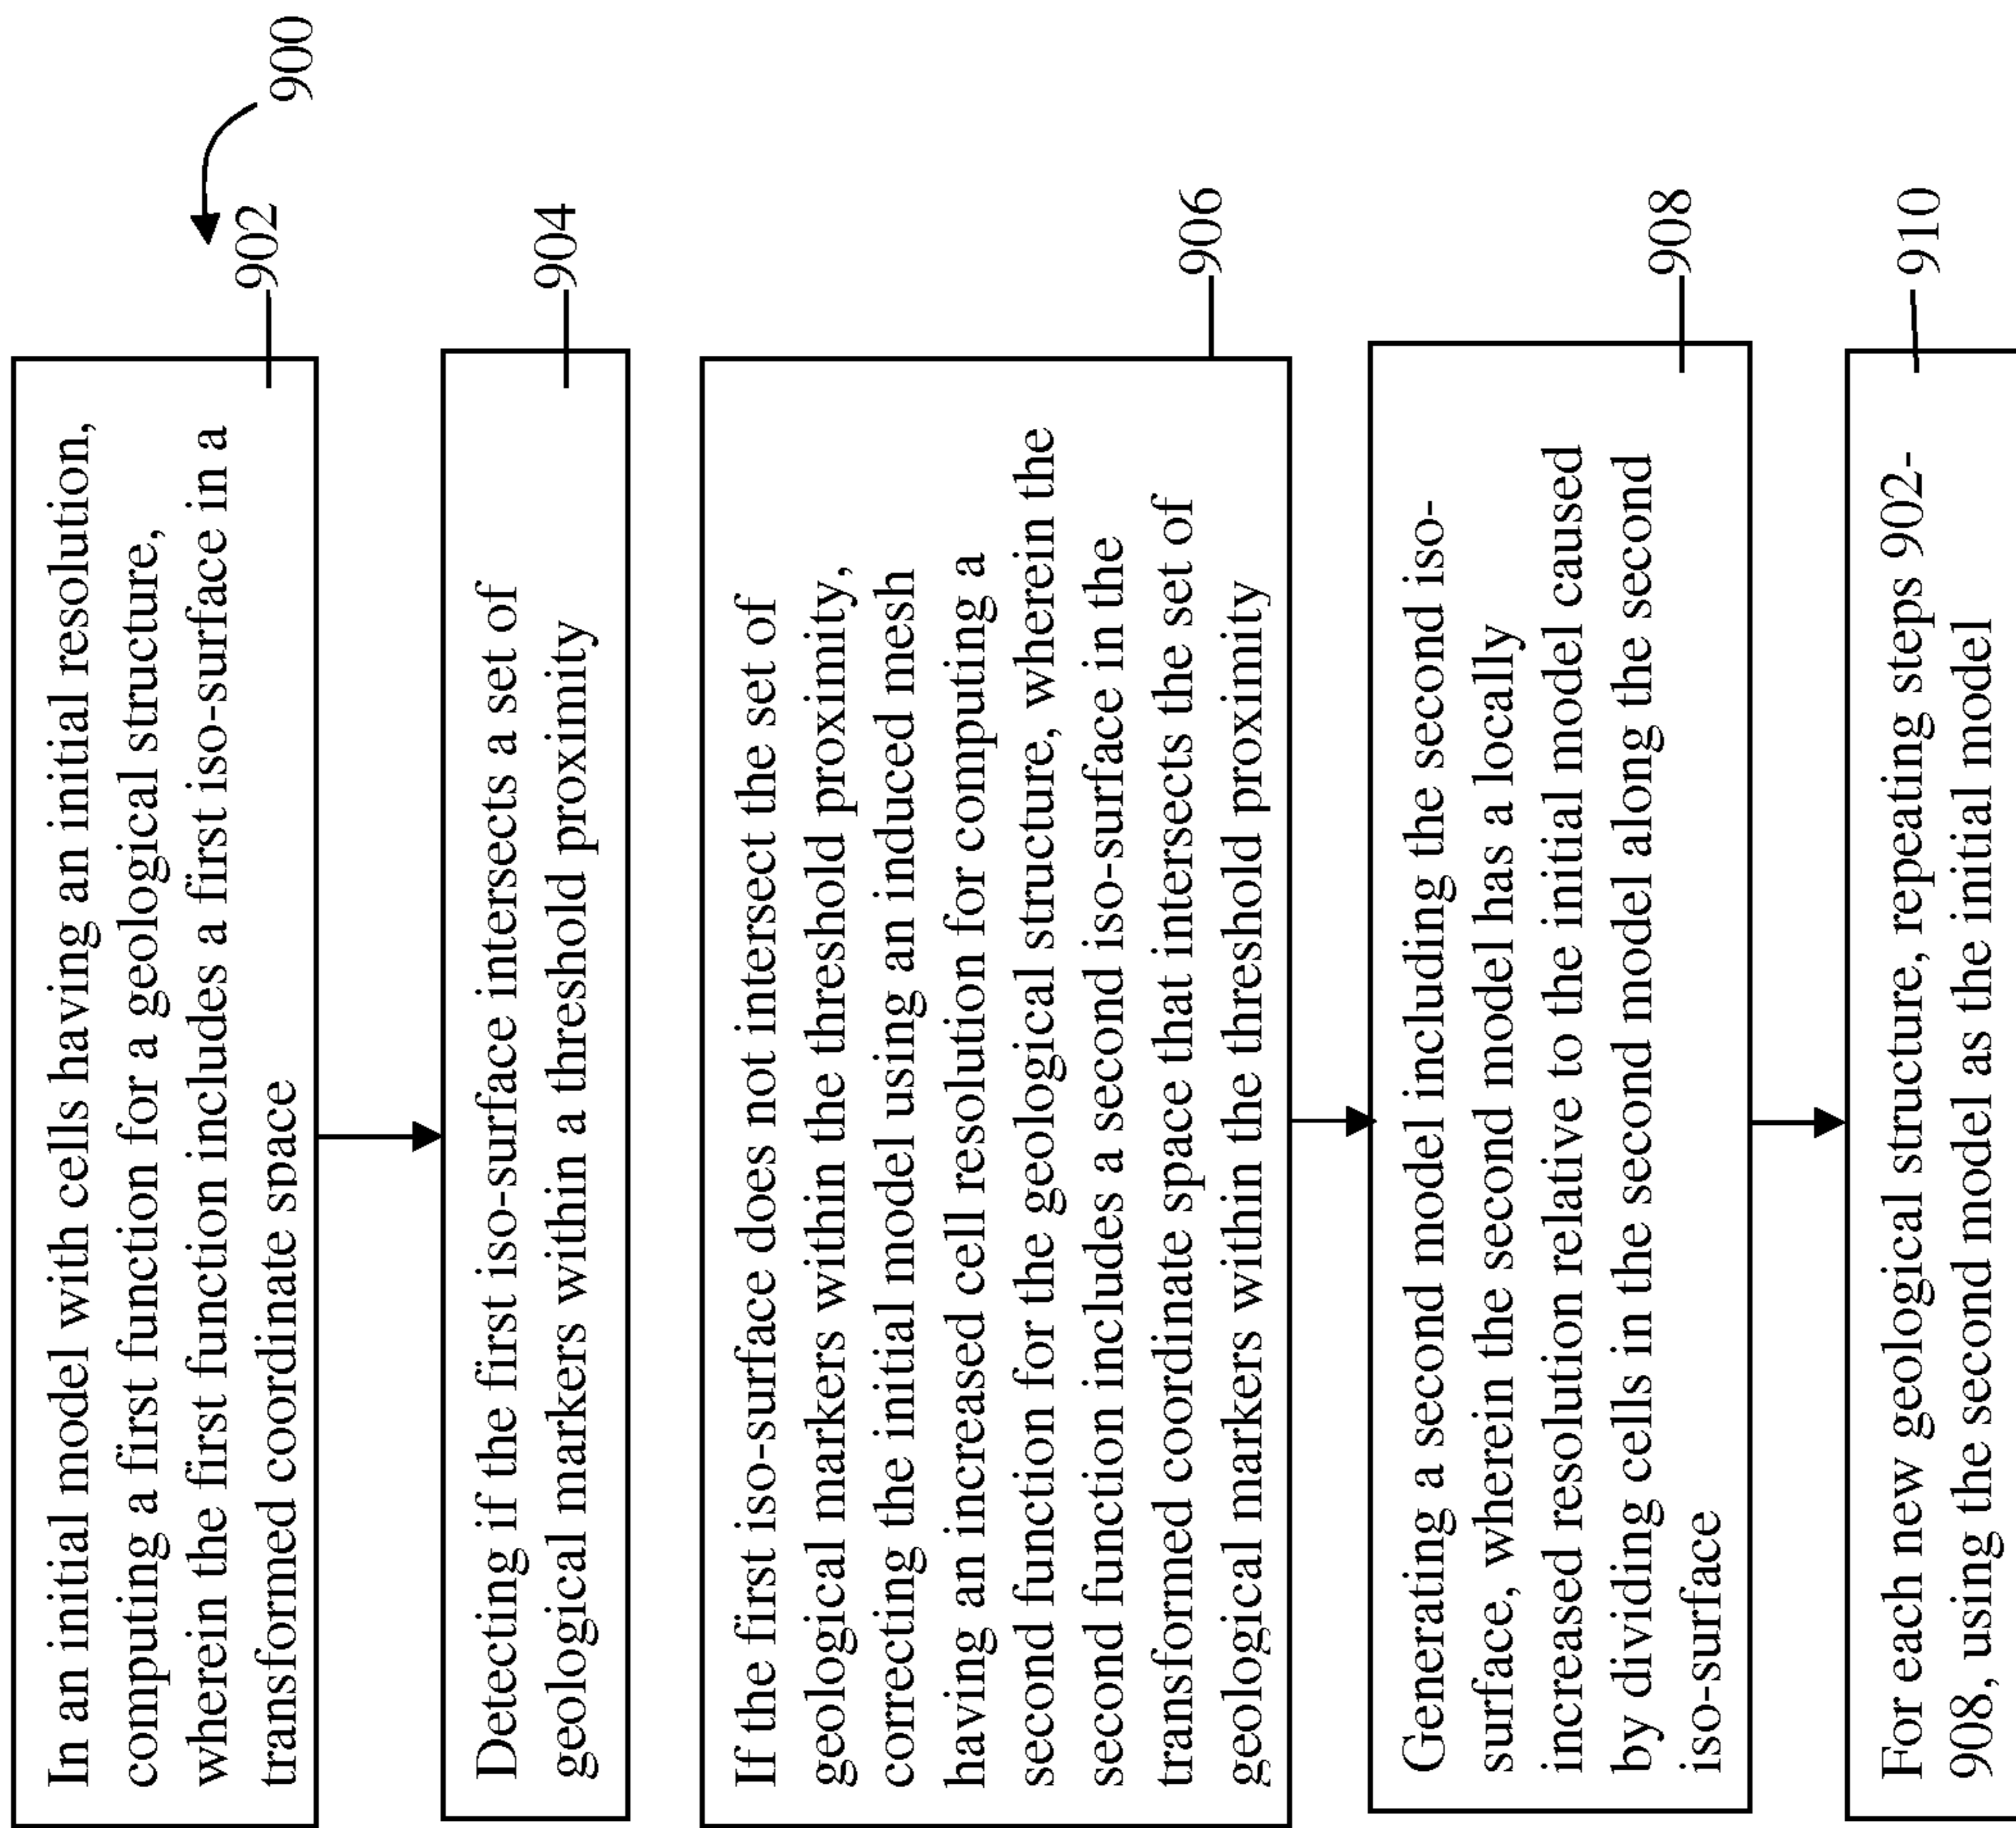 900
In an initial model with cells having an initial resolution,
computing a first function for a geological structure,
wherein the first function includes a first iso-surface in a
transformed coordinate space
902
Detecting if the first iso-surface intersects a set of
geological markers within a threshold proximity
904
If the first iso-surface does not intersect the set of
geological markers within the threshold proximity,
correcting the initial model using an induced mesh
having an increased cell resolution for computing a
second function for the geological structure, wherein the
second function includes a second iso-surface in the
transformed coordinate space that intersects the set of
geological markers within the threshold proximity
906
Generating a second model including the second iso-
surface, wherein the second model has a locally
increased resolution relative to the initial model caused
by dividing cells in the second model along the second
iso-surface
908
For each new geological structure, repeating steps 902-
908, using the second model as the initial model
910